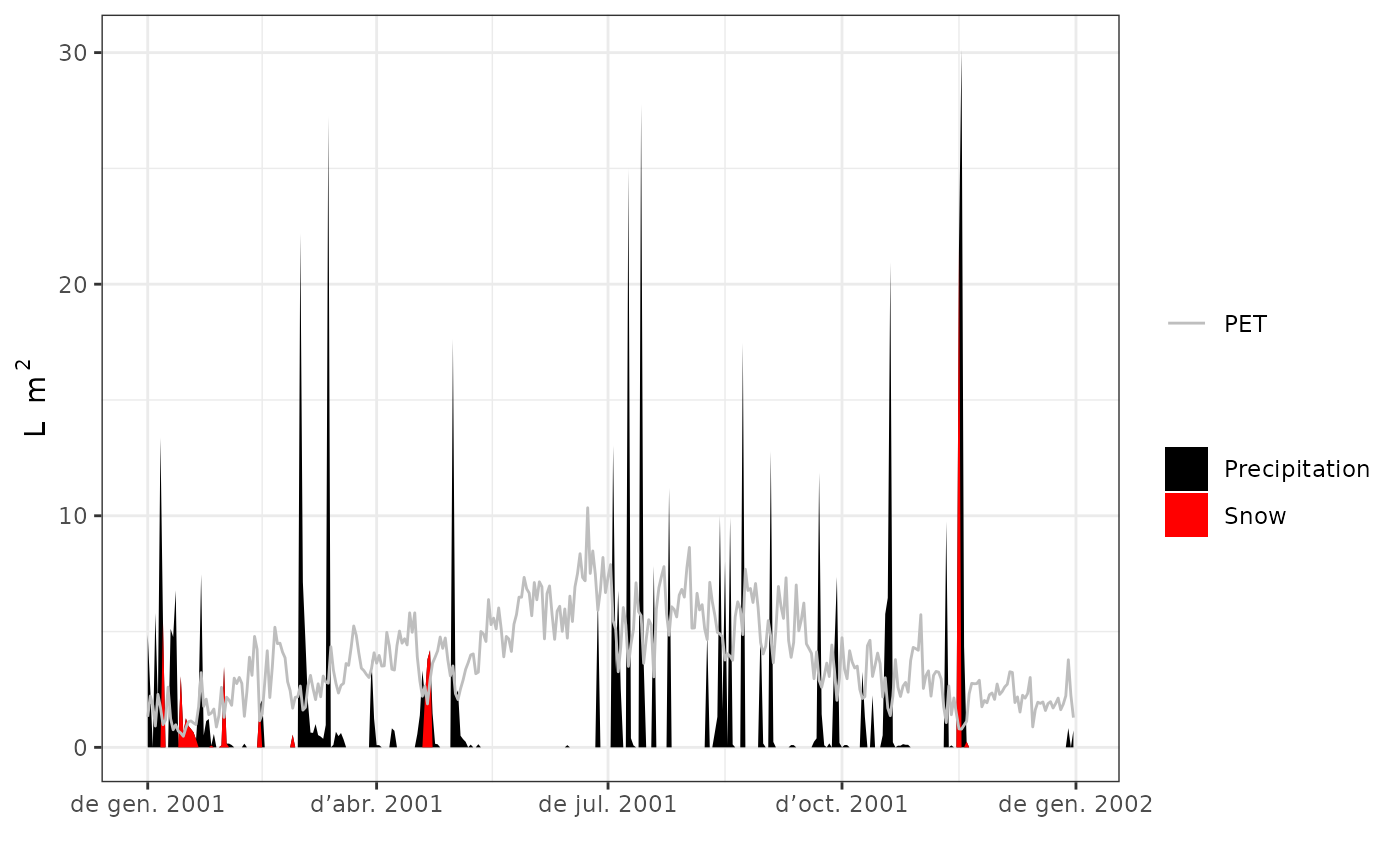 30
20
10
0
L m²
de gen. 2001
d’abr. 2001
de jul. 2001
d’oct. 2001
de gen. 2002
PET
Precipitation
Snow